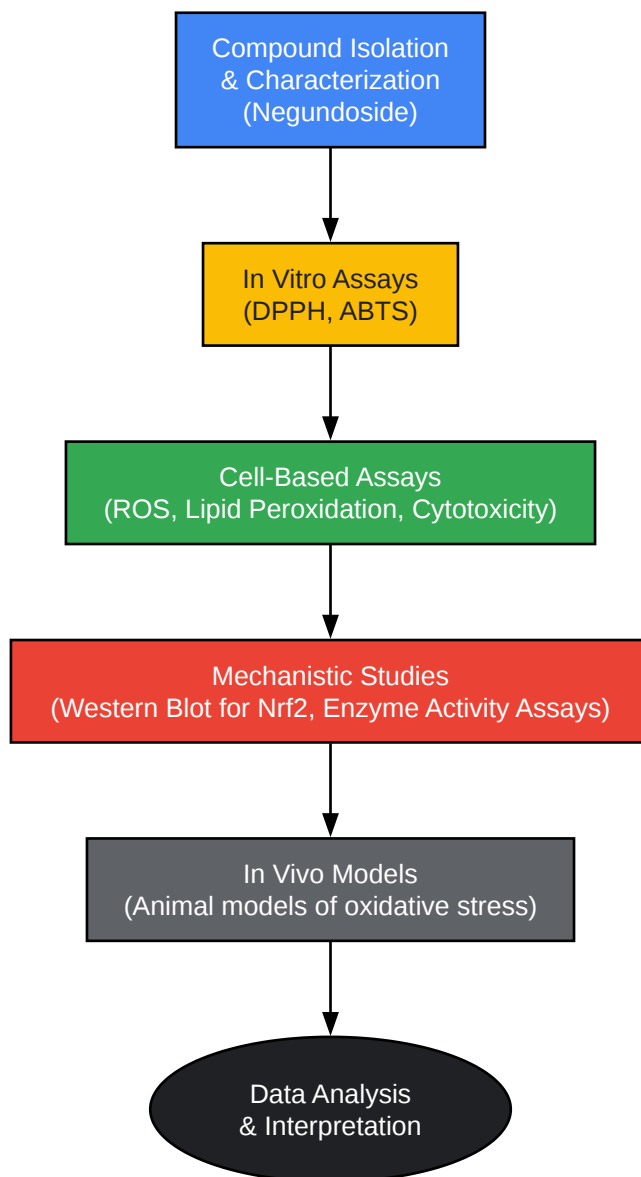 Compound Isolation
& Characterization
(Negundoside)
In Vitro Assays
(DPPH, ABTS)
Cell-Based Assays
(ROS, Lipid Peroxidation, Cytotoxicity)
Mechanistic Studies
(Western Blot for Nrf2, Enzyme Activity Assays)
In Vivo Models
(Animal models of oxidative stress)
Data Analysis
& Interpretation